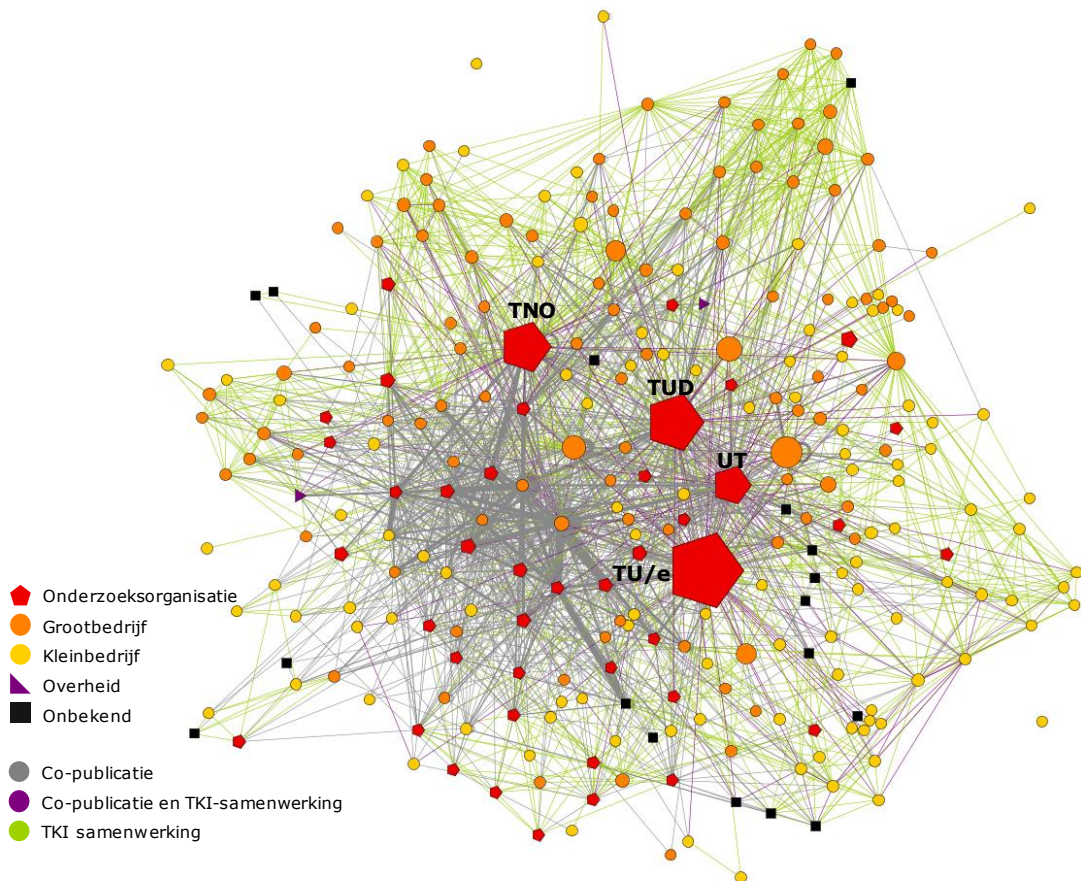 TNO
TUD
UT
TU/e
Onderzoeksorganisatie
Grootbedrijf
Kleinbedrijf
Overheid
Onbekend
Co-publicatie
Co-publicatie en TKI-samenwerking
TKI samenwerking